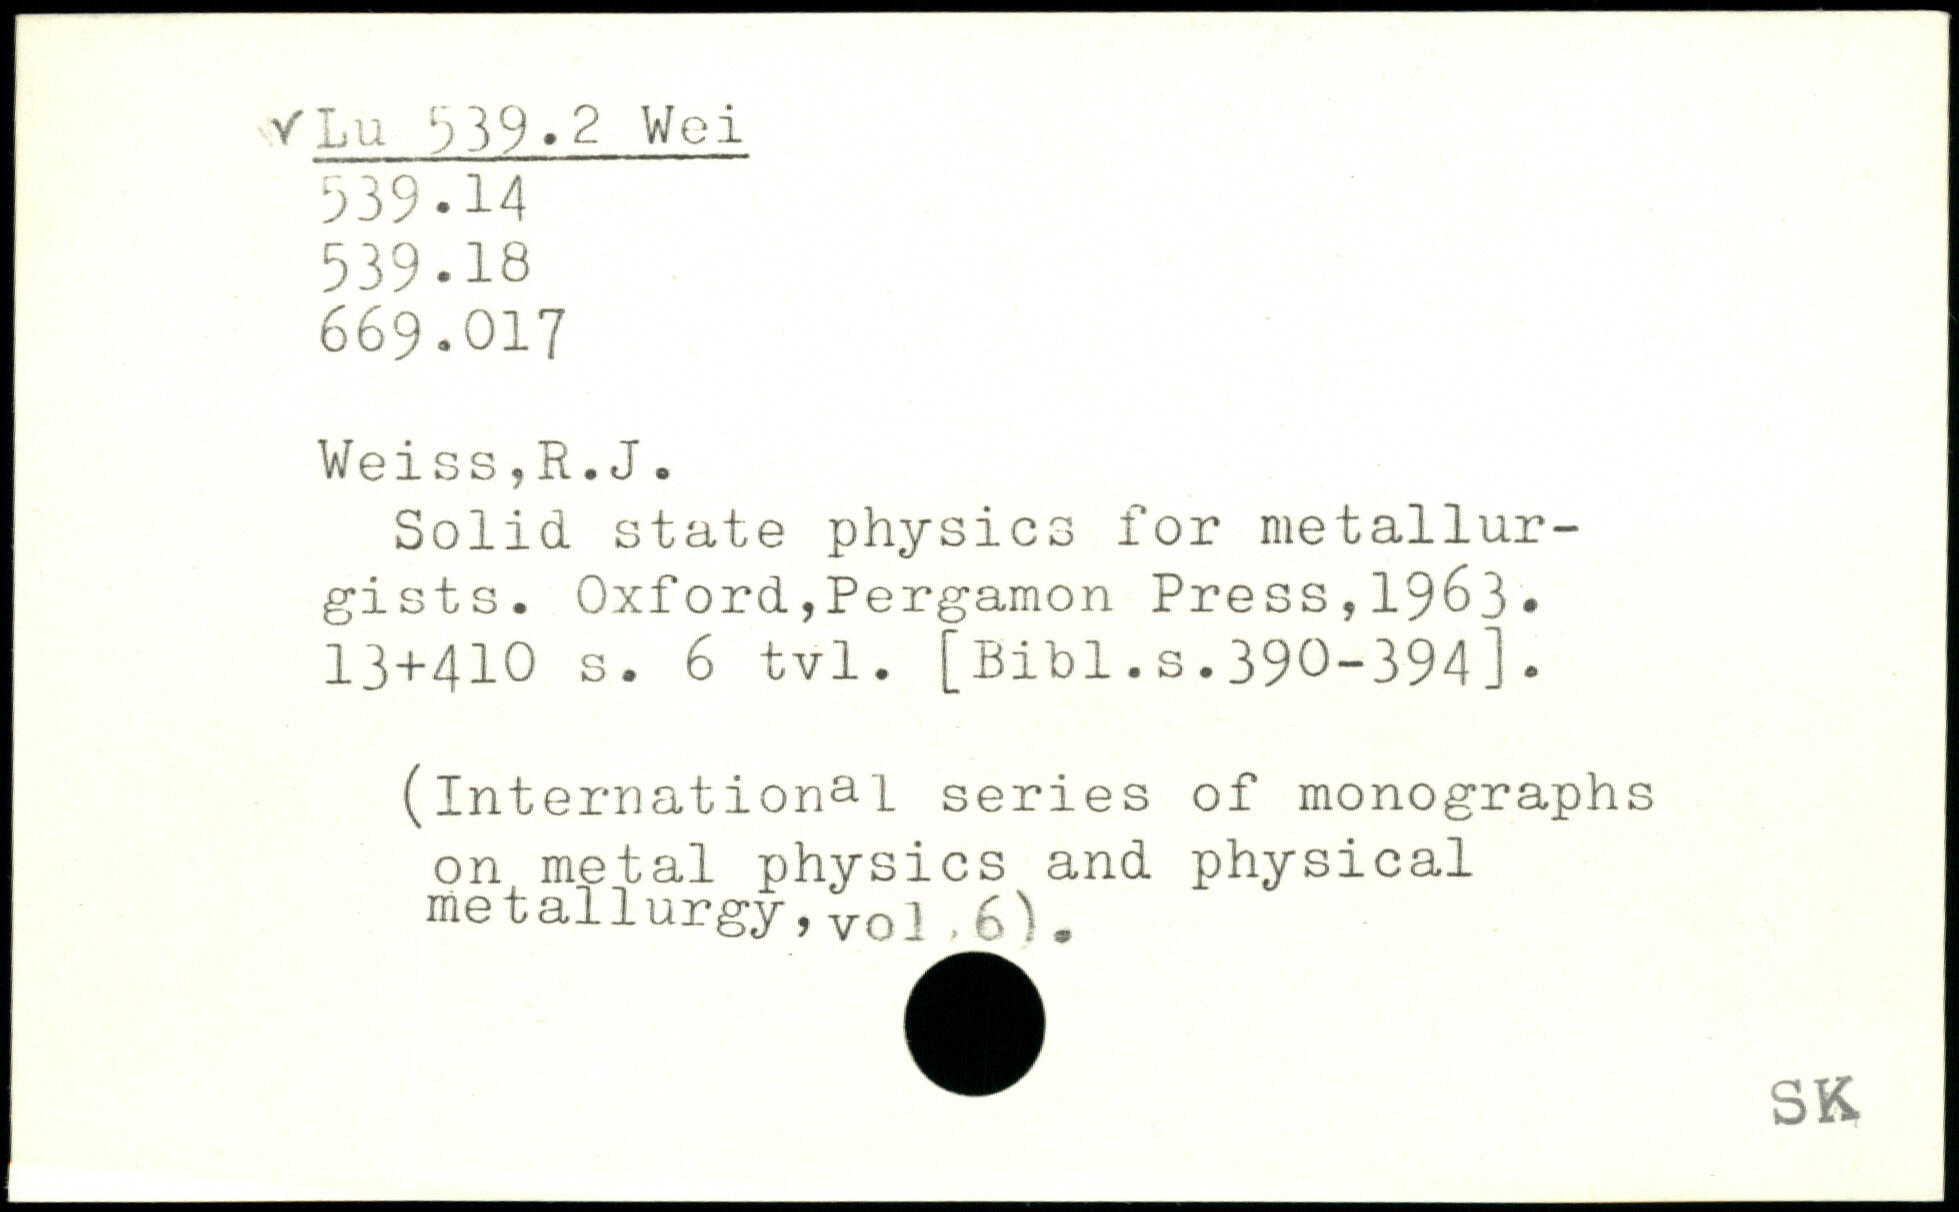 ✓Lu 539.2 Wei
539.14
539.18
669.017
Weiss,R.J.
Solid state physics for metallur-
gists. Oxford,Pergamon Press,1963.
13+410 s. 6 tvl. [Bibl.s.390-394].
(International series of monographs
on metal physics and physical
metallurgy,vol.6).
SK